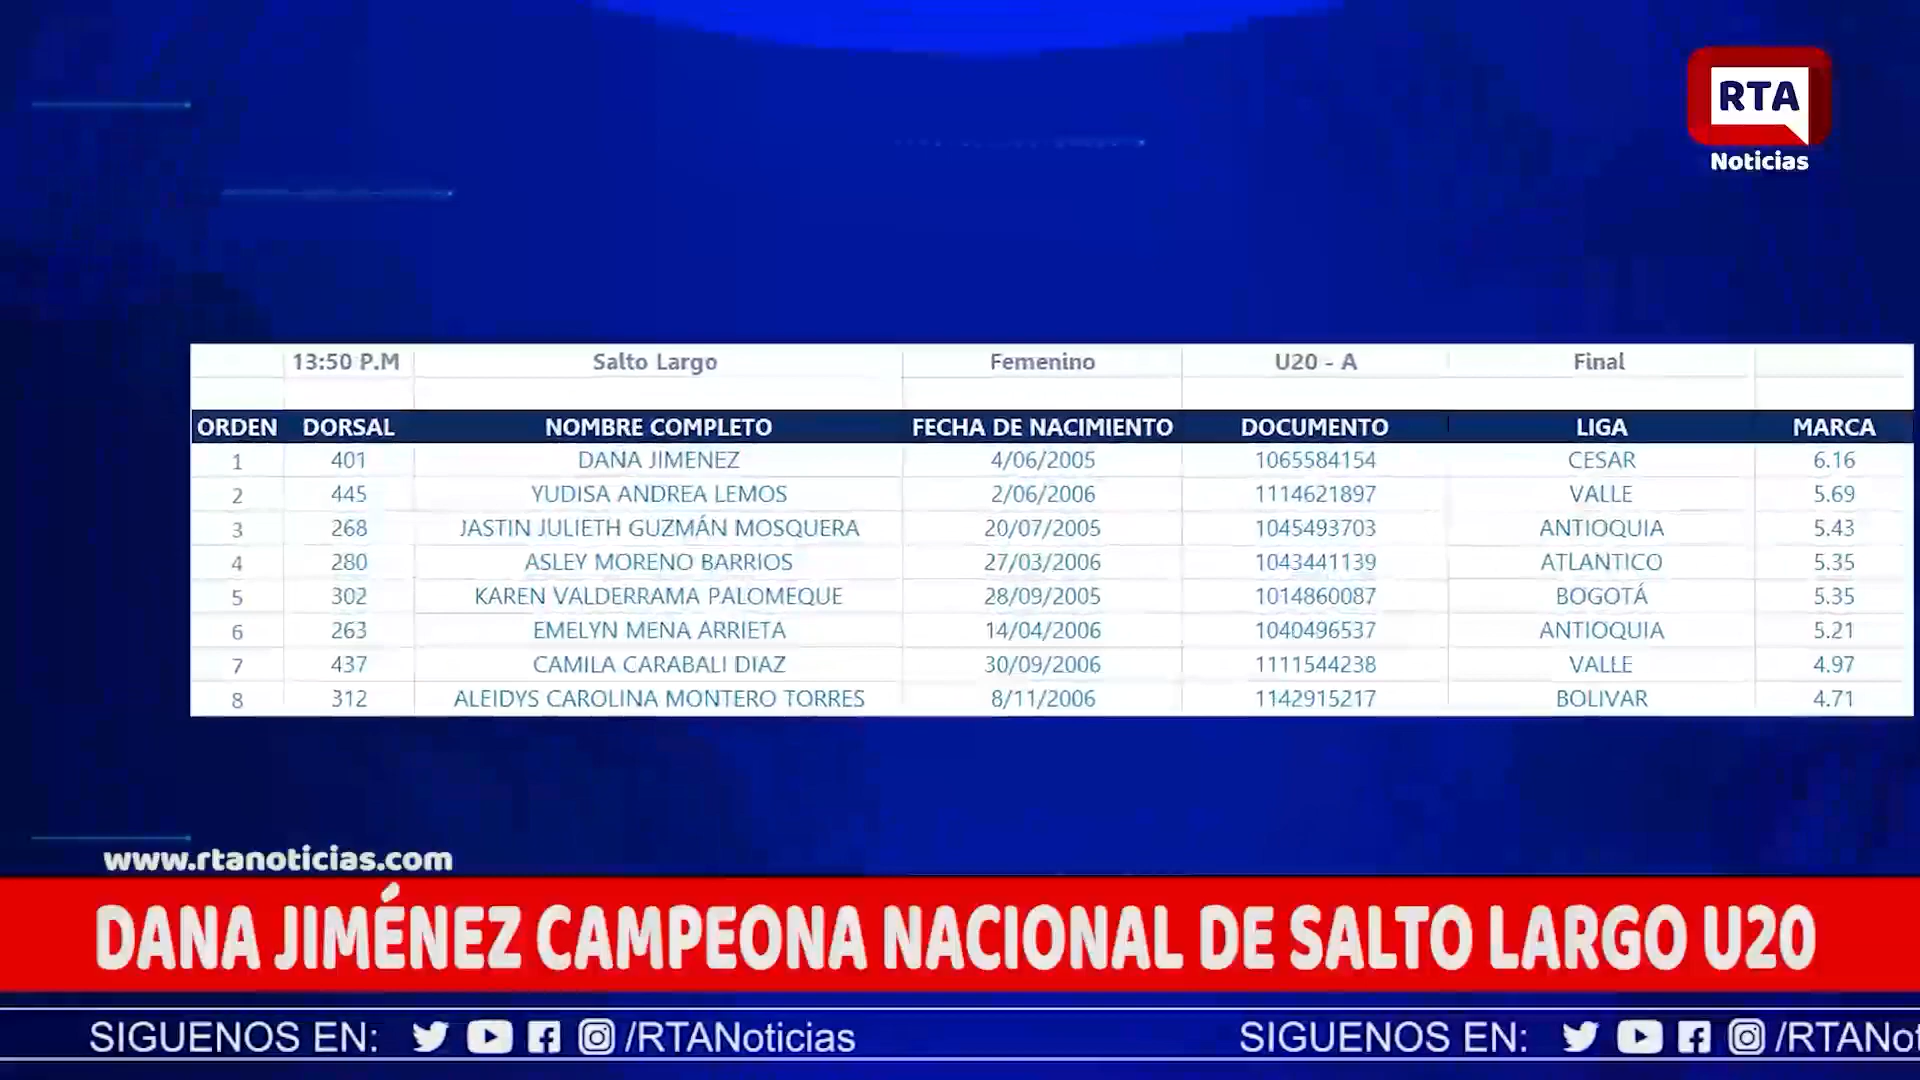 RTA
Noticias
13:50 P.M Salto Largo Femenino U20 - A Final
ORDEN DORSAL NOMBRE COMPLETO FECHA DE NACIMIENTO DOCUMENTO LIGA MARCA
1 401 DANA JIMENEZ 4/06/2005 1065584154 CESAR 6.16
2 445 YUDISA ANDREA LEMOS 2/06/2006 1114621897 VALLE 5.69
3 268 JASTIN JULIETH GUZMÁN MOSQUERA 20/07/2005 1045493703 ANTIOQUIA 5.43
4 280 ASLEY MORENO BARRIOS 27/03/2006 1043441139 ATLANTICO 5.35
5 302 KAREN VALDERRAMA PALOMEQUE 28/09/2005 1014860087 BOGOTÁ 5.35
6 263 EMELYN MENA ARRIETA 14/04/2006 1040496537 ANTIOQUIA 5.21
7 437 CAMILA CARABALI DIAZ 30/09/2006 1111544238 VALLE 4.97
8 312 ALEIDYS CAROLINA MONTERO TORRES 8/11/2006 1142915217 BOLIVAR 4.71
www.rtanoticias.com
DANA JIMÉNEZ CAMPEONA NACIONAL DE SALTO LARGO U20
SIGUENOS EN: /RTANoticias SIGUENOS EN: /RTANot